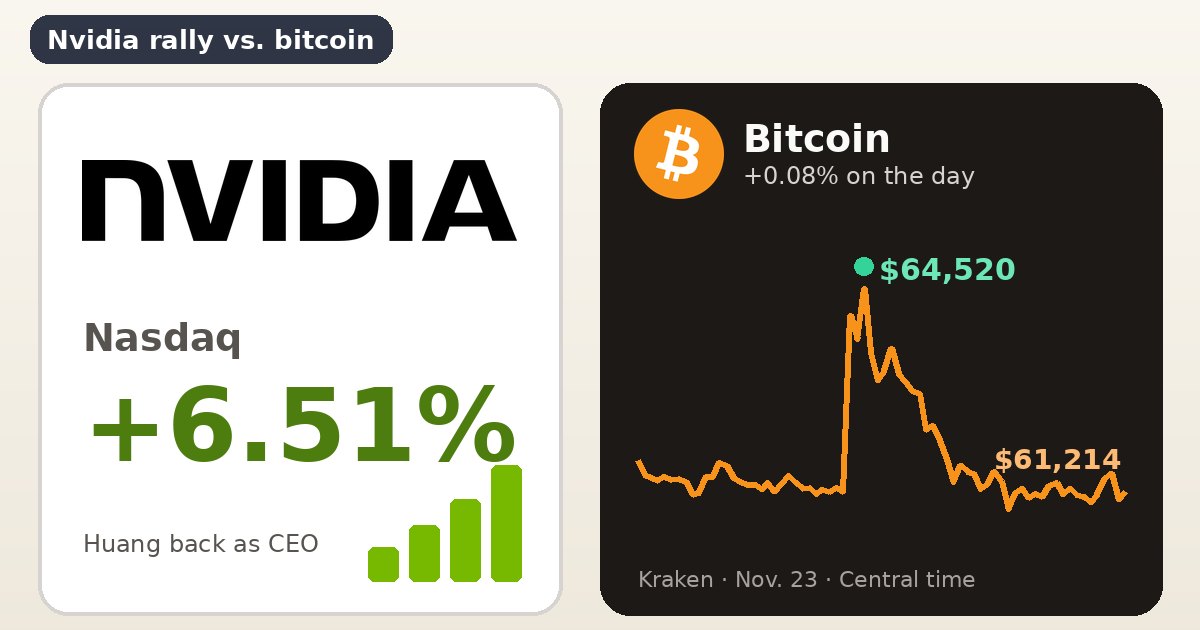 Nvidia rally vs. bitcoin
NVIDIA
Nasdaq
+6.51%
Huang back as CEO
₿
Bitcoin
+0.08% on the day
$64,520
$61,214
Kraken · Nov. 23 · Central time